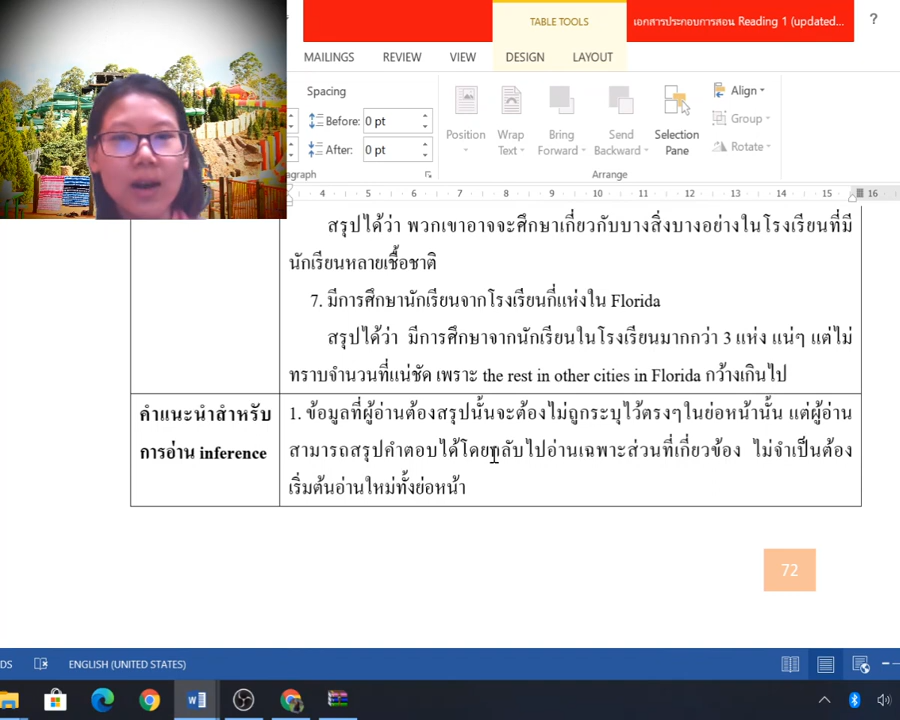 TABLE TOOLS
เอกสารประกอบการสอน Reading 1 (updated...
?
MAILINGS REVIEW VIEW DESIGN LAYOUT
Spacing
Before: 0 pt
After: 0 pt
agraph
Position
Wrap Text
Bring Forward
Send Backward
Selection Pane
Align
Group
Rotate
Arrange
4 5 6 7 8 9 10 11 12 13 14 15 16
สรุปได้ว่า พวกเขาอาจจะศึกษาเกี่ยวกับบางสิ่งบางอย่างในโรงเรียนที่มี
นักเรียนหลายเชื้อชาติ
7. มีการศึกษานักเรียนจากโรงเรียนกี่แห่งใน Florida
สรุปได้ว่า มีการศึกษาจากนักเรียนในโรงเรียนมากกว่า 3 แห่ง แน่ๆ แต่ไม่
ทราบจำนวนที่แน่ชัด เพราะ the rest in other cities in Florida กว้างเกินไป
คำแนะนำสำหรับ
การอ่าน inference
1. ข้อมูลที่ผู้อ่านต้องสรุปนั้นจะต้องไม่ถูกระบุไว้ตรงๆในย่อหน้านั้น แต่ผู้อ่าน
สามารถสรุปคำตอบได้โดยกลับไปอ่านเฉพาะส่วนที่เกี่ยวข้อง ไม่จำเป็นต้อง
เริ่มต้นอ่านใหม่ทั้งย่อหน้า
72
DS ENGLISH (UNITED STATES)